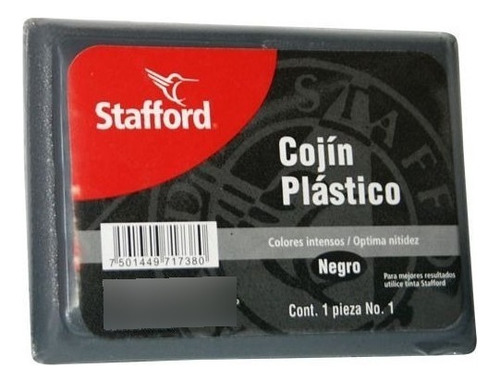 Stafford
Cojín
Plástico
Colores intensos / Optima nitidez
Negro
Para mejores resultados
utilice tinta Stafford
Cont. 1 pieza No. 1
7 501449 717380